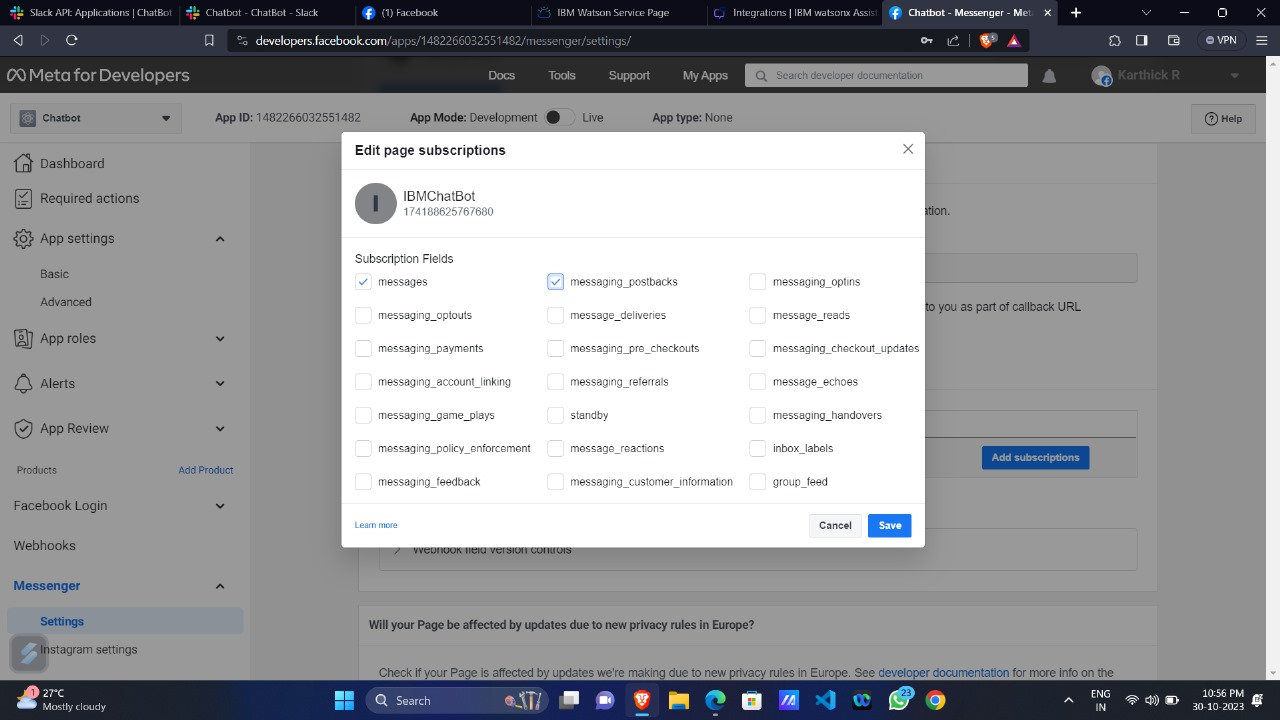 Slack API: Applications | ChatBot
Chatbot - ChatBot - Slack
(1) Facebook
IBM Watson Service Page
Integrations | IBM watsonx Assist
Chatbot - Messenger - Meta
developers.facebook.com/apps/1482266032551482/messenger/settings/
VPN
Meta for Developers
Docs
Tools
Support
My Apps
Search developer documentation
Karthick R
Chatbot
App ID: 1482266032551482
App Mode: Development
Live
App type: None
Help
Dashboard
Required actions
App settings
Basic
Advanced
App roles
Alerts
App Review
Products
Add Product
Facebook Login
Webhooks
Messenger
Settings
Instagram settings
Edit page subscriptions
I
IBMChatBot
174188625767680
Subscription Fields
messages
messaging_postbacks
messaging_optins
messaging_optouts
message_deliveries
message_reads
messaging_payments
messaging_pre_checkouts
messaging_checkout_updates
messaging_account_linking
messaging_referrals
message_echoes
messaging_game_plays
standby
messaging_handovers
messaging_policy_enforcement
message_reactions
inbox_labels
messaging_feedback
messaging_customer_information
group_feed
Learn more
Cancel
Save
to you as part of callback URL
Add subscriptions
Webhook field version controls
Will your Page be affected by updates due to new privacy rules in Europe?
Check if your Page is affected by updates we're making due to new privacy rules in Europe. See developer documentation for more info on the
1
27°C
Mostly cloudy
Search
23
ENG
IN
10:56 PM
30-10-2023